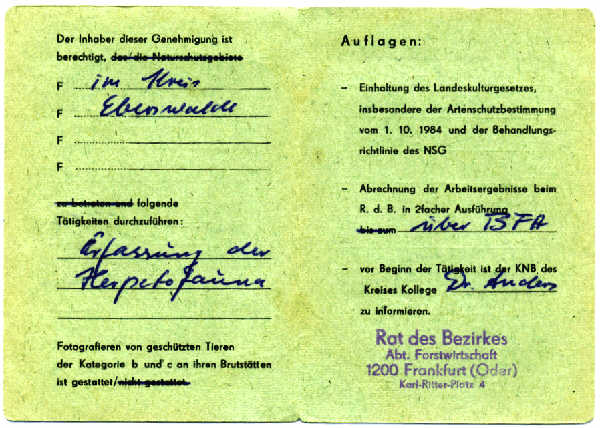 Der Inhaber dieser Genehmigung ist
berechtigt, der/die Naturschutzgebiete
F im Kreis
F Eberswalde
F
F
zu betreten und folgende
Tätigkeiten durchzuführen:
Erfassung der
Herpetofauna
Fotografieren von geschützten Tieren
der Kategorie b und c an ihren Brutstätten
ist gestattet/nicht gestattet.
Auflagen:
– Einhaltung des Landeskulturgesetzes,
insbesondere der Artenschutzbestimmung
vom 1. 10. 1984 und der Behandlungs-
richtlinie des NSG
– Abrechnung der Arbeitsergebnisse beim
R. d. B. in 2facher Ausführung
bis zum über BFA
– vor Beginn der Tätigkeit ist der KNB des
Kreises Kollege Dr. Anders
zu informieren.
Rat des Bezirkes
Abt. Forstwirtschaft
1200 Frankfurt (Oder)
Karl-Ritter-Platz 4